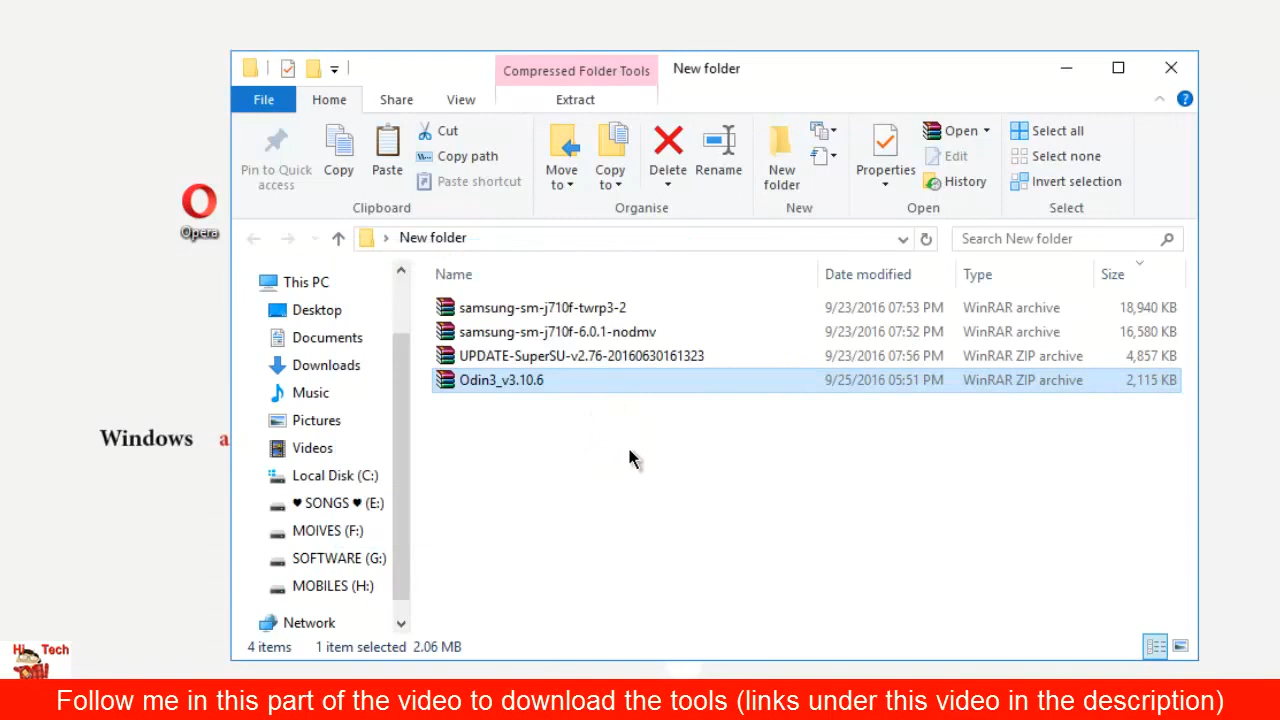 Compressed Folder Tools
New folder
File
Home
Share
View
Extract
Pin to Quick access
Copy
Paste
Cut
Copy path
Paste shortcut
Clipboard
Move to
Copy to
Delete
Rename
Organise
New folder
New
Properties
Open
Edit
History
Open
Select all
Select none
Invert selection
Select
New folder
Search New folder
Opera
Windows a
This PC
Desktop
Documents
Downloads
Music
Pictures
Videos
Local Disk (C:)
♥ SONGS ♥ (E:)
MOIVES (F:)
SOFTWARE (G:)
MOBILES (H:)
Network
Name Date modified Type Size
samsung-sm-j710f-twrp3-2 9/23/2016 07:53 PM WinRAR archive 18,940 KB
samsung-sm-j710f-6.0.1-nodmv 9/23/2016 07:52 PM WinRAR archive 16,580 KB
UPDATE-SuperSU-v2.76-20160630161323 9/23/2016 07:56 PM WinRAR ZIP archive 4,857 KB
Odin3_v3.10.6 9/25/2016 05:51 PM WinRAR ZIP archive 2,115 KB
4 items 1 item selected 2.06 MB
Hi Tech
Follow me in this part of the video to download the tools (links under this video in the description)